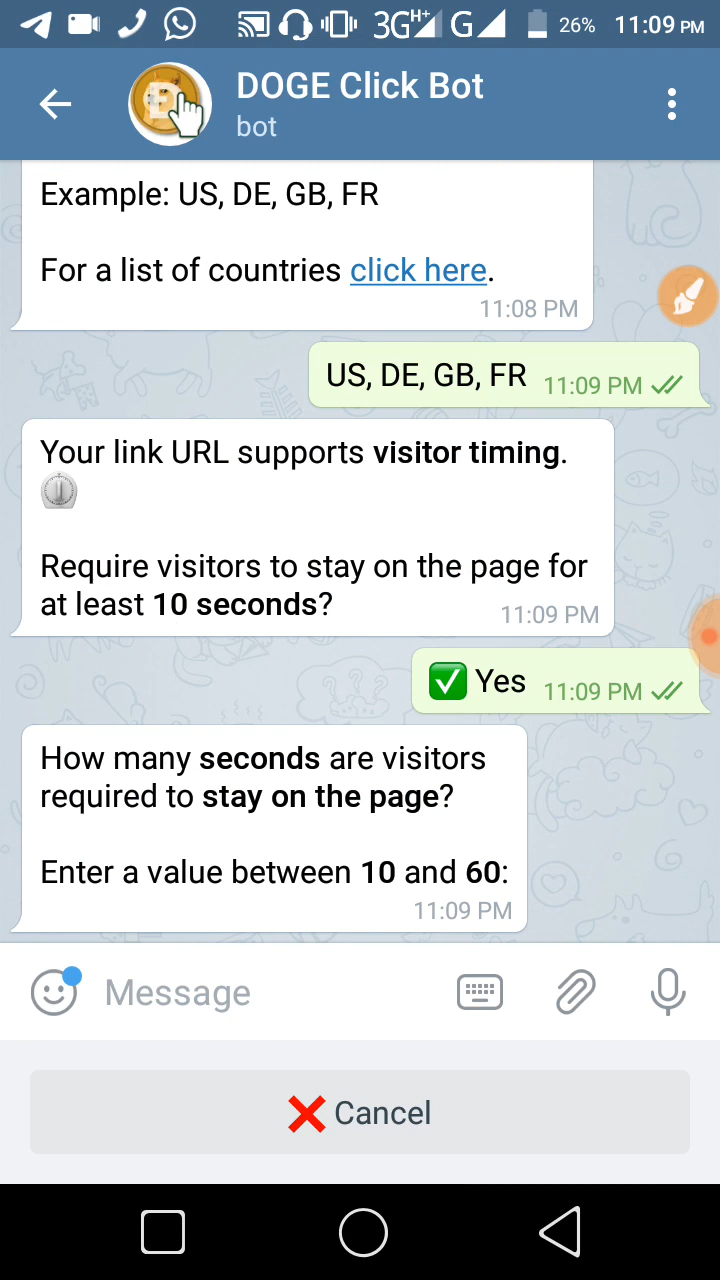 3G H+ G 26% 11:09 PM
DOGE Click Bot
bot
Example: US, DE, GB, FR
For a list of countries click here.
11:08 PM
US, DE, GB, FR 11:09 PM
Your link URL supports visitor timing.
Require visitors to stay on the page for
at least 10 seconds? 11:09 PM
✅ Yes 11:09 PM
How many seconds are visitors
required to stay on the page?
Enter a value between 10 and 60:
11:09 PM
Message
❌ Cancel